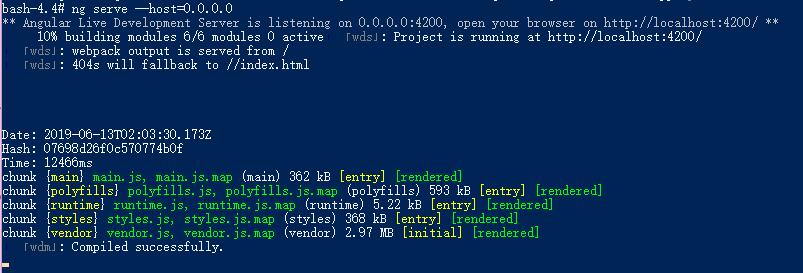 bash-4.4# ng serve --host=0.0.0.0
** Angular Live Development Server is listening on 0.0.0.0:4200, open your browser on http://localhost:4200/ **
10% building modules 6/6 modules 0 active ｢wds｣: Project is running at http://localhost:4200/
｢wds｣: webpack output is served from /
｢wds｣: 404s will fallback to //index.html
Date: 2019-06-13T02:03:30.173Z
Hash: 07698d26f0c570774b0f
Time: 12466ms
chunk {main} main.js, main.js.map (main) 362 kB [entry] [rendered]
chunk {polyfills} polyfills.js, polyfills.js.map (polyfills) 593 kB [entry] [rendered]
chunk {runtime} runtime.js, runtime.js.map (runtime) 5.22 kB [entry] [rendered]
chunk {styles} styles.js, styles.js.map (styles) 368 kB [entry] [rendered]
chunk {vendor} vendor.js, vendor.js.map (vendor) 2.97 MB [initial] [rendered]
｢wdm｣: Compiled successfully.